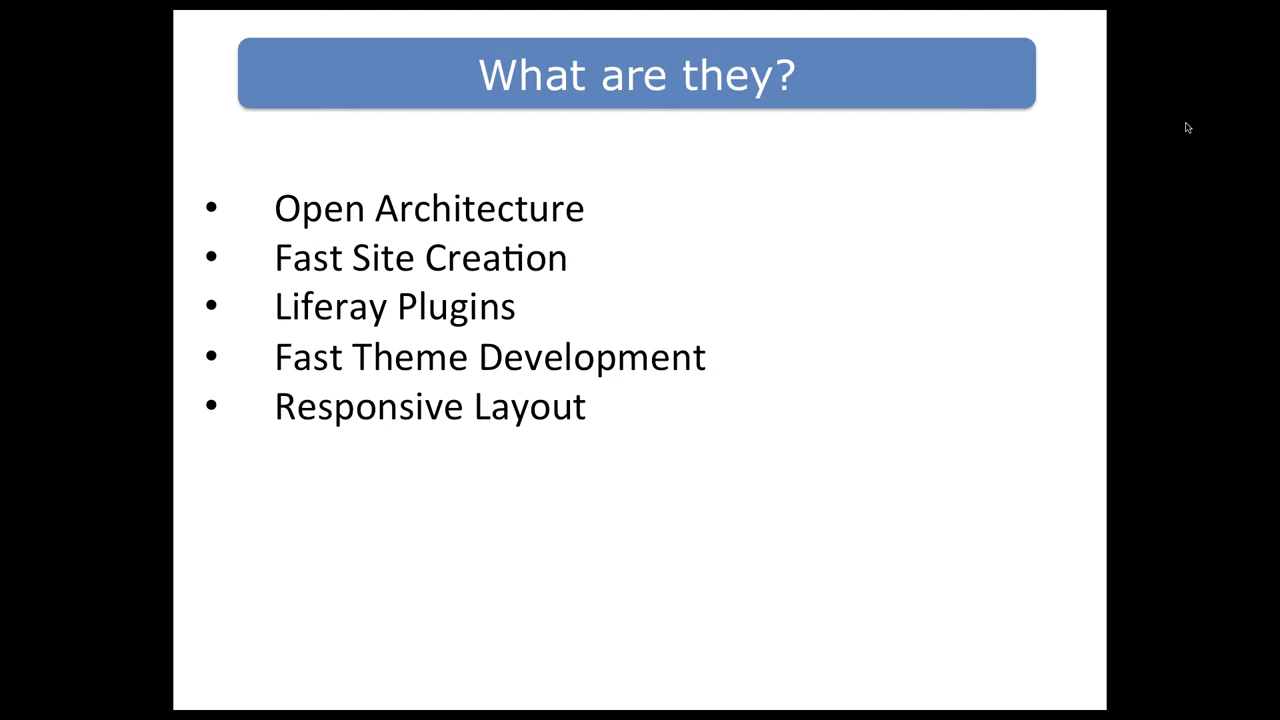 What are they?
• Open Architecture
• Fast Site Creation
• Liferay Plugins
• Fast Theme Development
• Responsive Layout